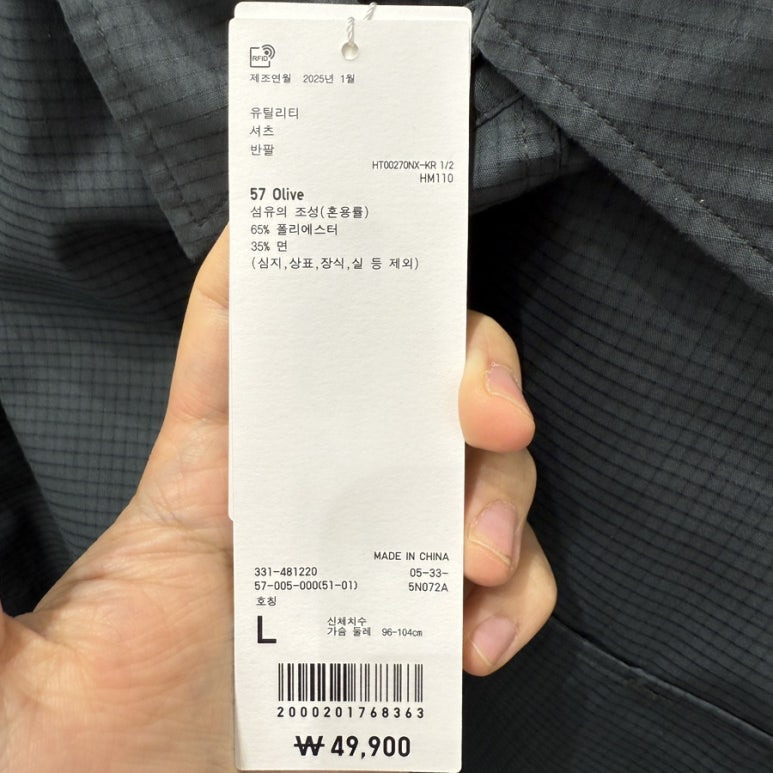 RFID
제조연월 2025년 1월
유틸리티
셔츠
반팔
HT00270NX-KR 1/2
HM110
57 Olive
섬유의 조성(혼용률)
65% 폴리에스터
35% 면
(심지,상표,장식,실 등 제외)
MADE IN CHINA
331-481220 05-33-
57-005-000(51-01) 5N072A
호칭
L
신체치수
가슴 둘레 96-104cm
2000201768363
₩ 49,900